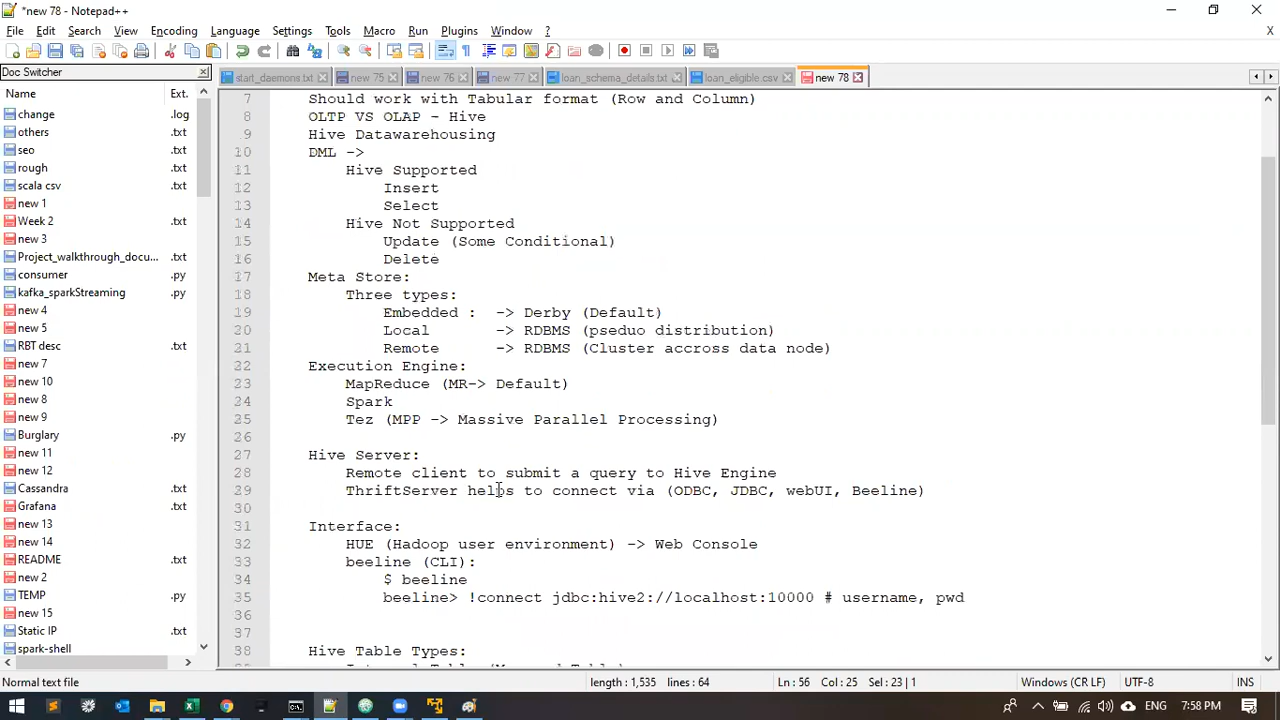 *new 78 - Notepad++
File Edit Search View Encoding Language Settings Tools Macro Run Plugins Window ? X
Doc Switcher
start_daemons.txt new 75 new 76 new 77 loan_schema_details.txt loan_eligible.csv new 78
Name Ext.
change .log
others .txt
seo .txt
rough .txt
scala csv .txt
new 1
Week 2 .txt
new 3
Project_walkthrough_docu... .txt
consumer .py
kafka_sparkStreaming .py
new 4
new 5
RBT desc .txt
new 7
new 10
new 8
new 9
Burglary .py
new 11
new 12
Cassandra .txt
Grafana .txt
new 13
new 14
README .txt
new 2
TEMP .txt
new 15
Static IP .txt
spark-shell .txt
7 Should work with Tabular format (Row and Column)
8 OLTP VS OLAP - Hive
9 Hive Datawarehousing
10 DML ->
11 Hive Supported
12 Insert
13 Select
14 Hive Not Supported
15 Update (Some Conditional)
16 Delete
17 Meta Store:
18 Three types:
19 Embedded : -> Derby (Default)
20 Local -> RDBMS (pseduo distribution)
21 Remote -> RDBMS (Cluster accross data node)
22 Execution Engine:
23 MapReduce (MR-> Default)
24 Spark
25 Tez (MPP -> Massive Parallel Processing)
26
27 Hive Server:
28 Remote client to submit a query to Hive Engine
29 ThriftServer helps to connect via (ODBC, JDBC, webUI, Beeline)
30
31 Interface:
32 HUE (Hadoop user environment) -> Web Console
33 beeline (CLI):
34 $ beeline
35 beeline> !connect jdbc:hive2://localhost:10000 # username, pwd
36
37
38 Hive Table Types:
Normal text file length : 1,535 lines : 64 Ln : 56 Col : 25 Sel : 23 | 1 Windows (CR LF) UTF-8 INS
ENG 7:58 PM